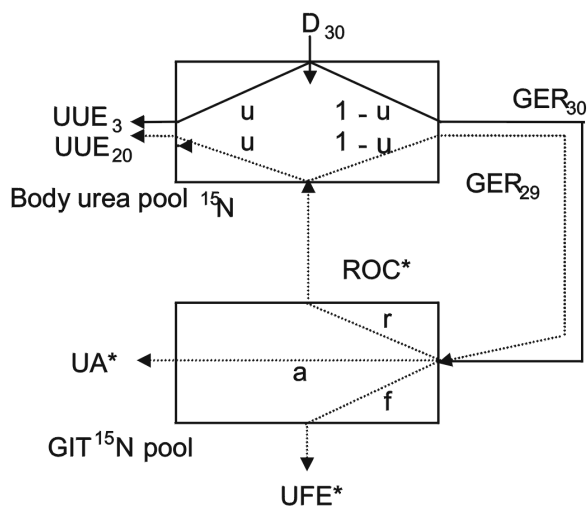 D30
GER30
UUE3
u
1 - u
UUE20
u
1 - u
GER29
Body urea pool 15N
ROC*
r
UA*
a
f
GIT 15N pool
UFE*